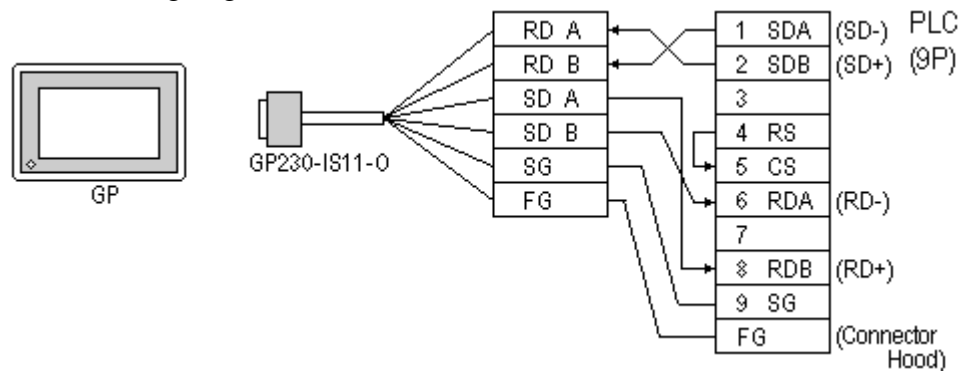 RD A
RD B
SD A
SD B
SG
FG
GP
GP230-IS11-O
1 SDA (SD-)
2 SDB (SD+)
3
4 RS
5 CS
6 RDA (RD-)
7
8 RDB (RD+)
9 SG
FG (Connector
Hood)
PLC
(9P)